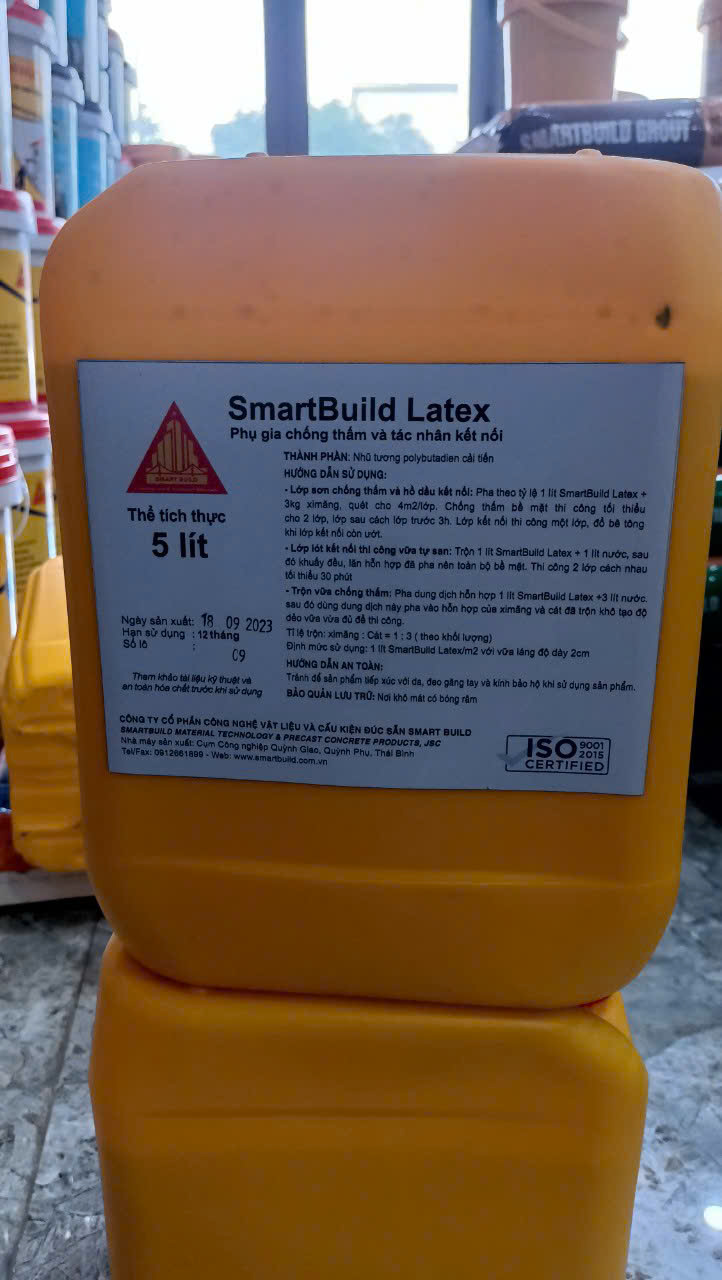 SMARTBUILD GROUT
SmartBuild Latex
Phụ gia chống thấm và tác nhân kết nối
SMART BUILD
Thể tích thực
5 lít
THÀNH PHẦN: Nhũ tương polybutadien cải tiến
HƯỚNG DẪN SỬ DỤNG:
- Lớp sơn chống thấm và hồ dầu kết nối: Pha theo tỷ lệ 1 lít SmartBuild Latex +
3kg ximăng, quét cho 4m2/lớp. Chống thấm bề mặt thi công tối thiểu
cho 2 lớp, lớp sau cách lớp trước 3h. Lớp kết nối thi công một lớp, đổ bê tông
khi lớp kết nối còn ướt.
- Lớp lót kết nối thi công vữa tự san: Trộn 1 lít SmartBuild Latex + 1 lít nước, sau
đó khuấy đều, lăn hỗn hợp đã pha nên toàn bộ bề mặt. Thi công 2 lớp cách nhau
tối thiểu 30 phút
- Trộn vữa chống thấm: Pha dung dịch hỗn hợp 1 lít SmartBuild Latex +3 lít nước.
sau đó dùng dung dịch này pha vào hỗn hợp của ximăng và cát đã trộn khô tạo độ
dẻo vữa vừa đủ để thi công.
Tỉ lệ trộn: ximăng : Cát = 1 : 3 ( theo khối lượng)
Định mức sử dụng: 1 lít SmartBuild Latex/m2 với vữa láng độ dày 2cm
HƯỚNG DẪN AN TOÀN:
Tránh để sản phẩm tiếp xúc với da, đeo găng tay và kính bảo hộ khi sử dụng sản phẩm.
BẢO QUẢN LƯU TRỮ: Nơi khô mát có bóng râm
Ngày sản xuất: 18 09 2023
Hạn sử dụng : 12 tháng
Số lô : 09
Tham khảo tài liệu kỹ thuật và
an toàn hóa chất trước khi sử dụng
CÔNG TY CỔ PHẦN CÔNG NGHỆ VẬT LIỆU VÀ CẤU KIỆN ĐÚC SẴN SMART BUILD
SMARTBUILD MATERIAL TECHNOLOGY & PRECAST CONCRETE PRODUCTS, JSC
Nhà máy sản xuất: Cụm Công nghiệp Quỳnh Giao, Quỳnh Phụ, Thái Bình
Tel/Fax: 0912661899 - Web: www.smartbuild.com.vn
ISO 9001
2015
CERTIFIED